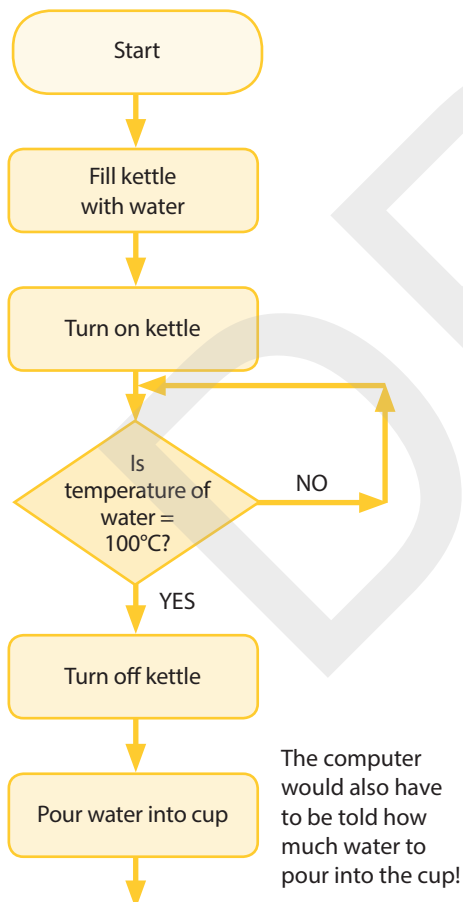 Start
Fill kettle
with water
Turn on kettle
Is
temperature of
water =
100°C?
NO
YES
Turn off kettle
Pour water into cup
The computer
would also have
to be told how
much water to
pour into the cup!